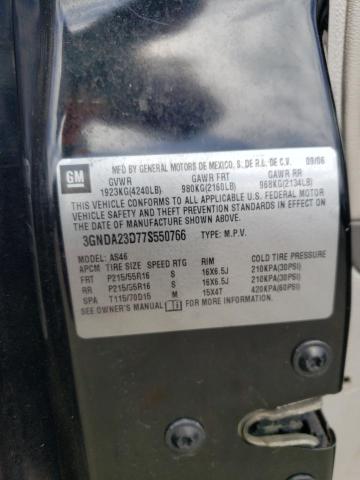 GM
MFD BY GENERAL MOTORS DE MEXICO, S. DE R.L. DE C.V. 09/06
GVWR GAWR FRT GAWR RR
1923KG(4240LB) 980KG(2160LB) 968KG(2134LB)
THIS VEHICLE CONFORMS TO ALL APPLICABLE U.S. FEDERAL MOTOR
VEHICLE SAFETY AND THEFT PREVENTION STANDARDS IN EFFECT ON
THE DATE OF MANUFACTURE SHOWN ABOVE.
3GNDA23D77S550766 TYPE: M.P.V.
MODEL: AS46
APCM TIRE SIZE SPEED RTG RIM COLD TIRE PRESSURE
FRT P215/55R16 S 16X6.5J 210KPA(30PSI)
RR P215/55R16 S 16X6.5J 210KPA(30PSI)
SPA T115/70D15 M 15X4T 420KPA(60PSI)
SEE OWNER'S MANUAL FOR ADDITIONAL INFORMATION